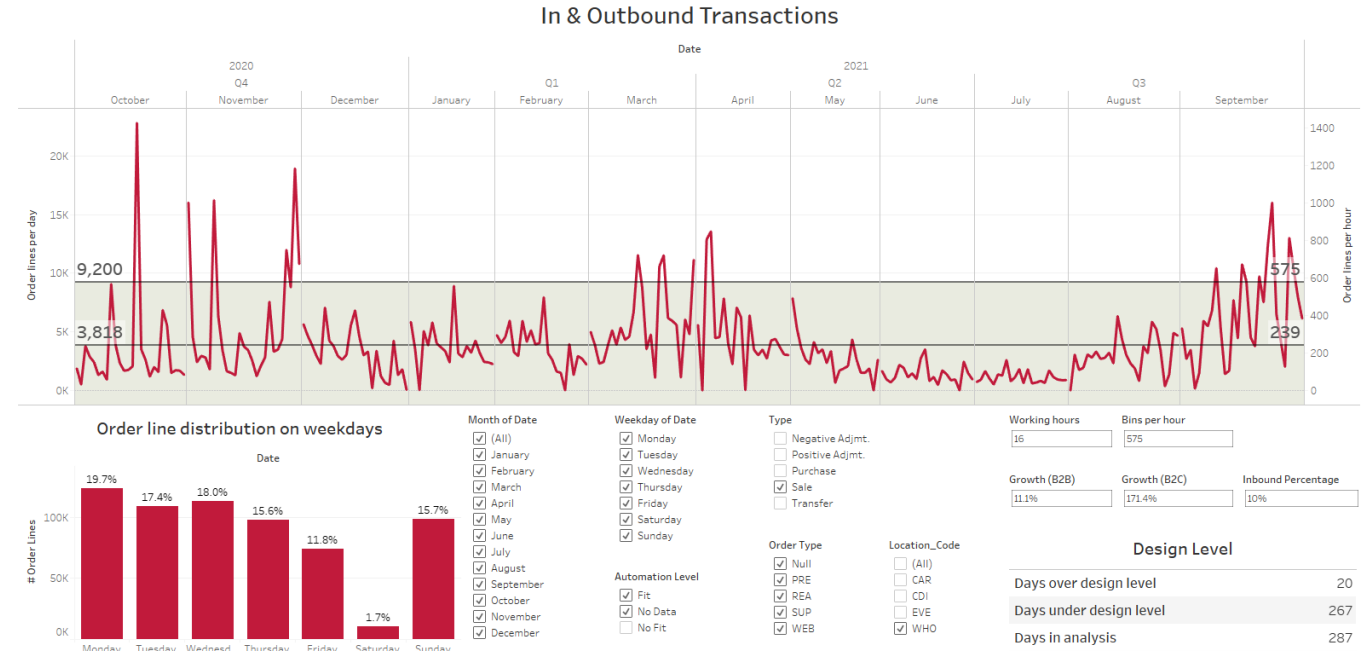 In & Outbound Transactions
Date
2020 2021
Q4 Q1 Q2 Q3
October November December January February March April May June July August September
20K
15K
10K
5K
0K
Order lines per day
9,200
3,818
575
239
1400
1200
1000
800
600
400
200
0
Order lines per hour
Order line distribution on weekdays
Date
# Order Lines
100K
50K
0K
19.7% 17.4% 18.0% 15.6% 11.8% 1.7% 15.7%
Monday Tuesday Wednesd. Thursday Friday Saturday Sunday
Month of Date
(All)
January
February
March
April
May
June
July
August
September
October
November
December
Weekday of Date
Monday
Tuesday
Wednesday
Thursday
Friday
Saturday
Sunday
Automation Level
Fit
No Data
No Fit
Type
Negative Adjmt.
Positive Adjmt.
Purchase
Sale
Transfer
Order Type
Null
PRE
REA
SUP
WEB
Location_Code
(All)
CAR
CDI
EVE
WHO
Working hours
16
Bins per hour
575
Growth (B2B)
11.1%
Growth (B2C)
171.4%
Inbound Percentage
10%
Design Level
Days over design level 20
Days under design level 267
Days in analysis 287